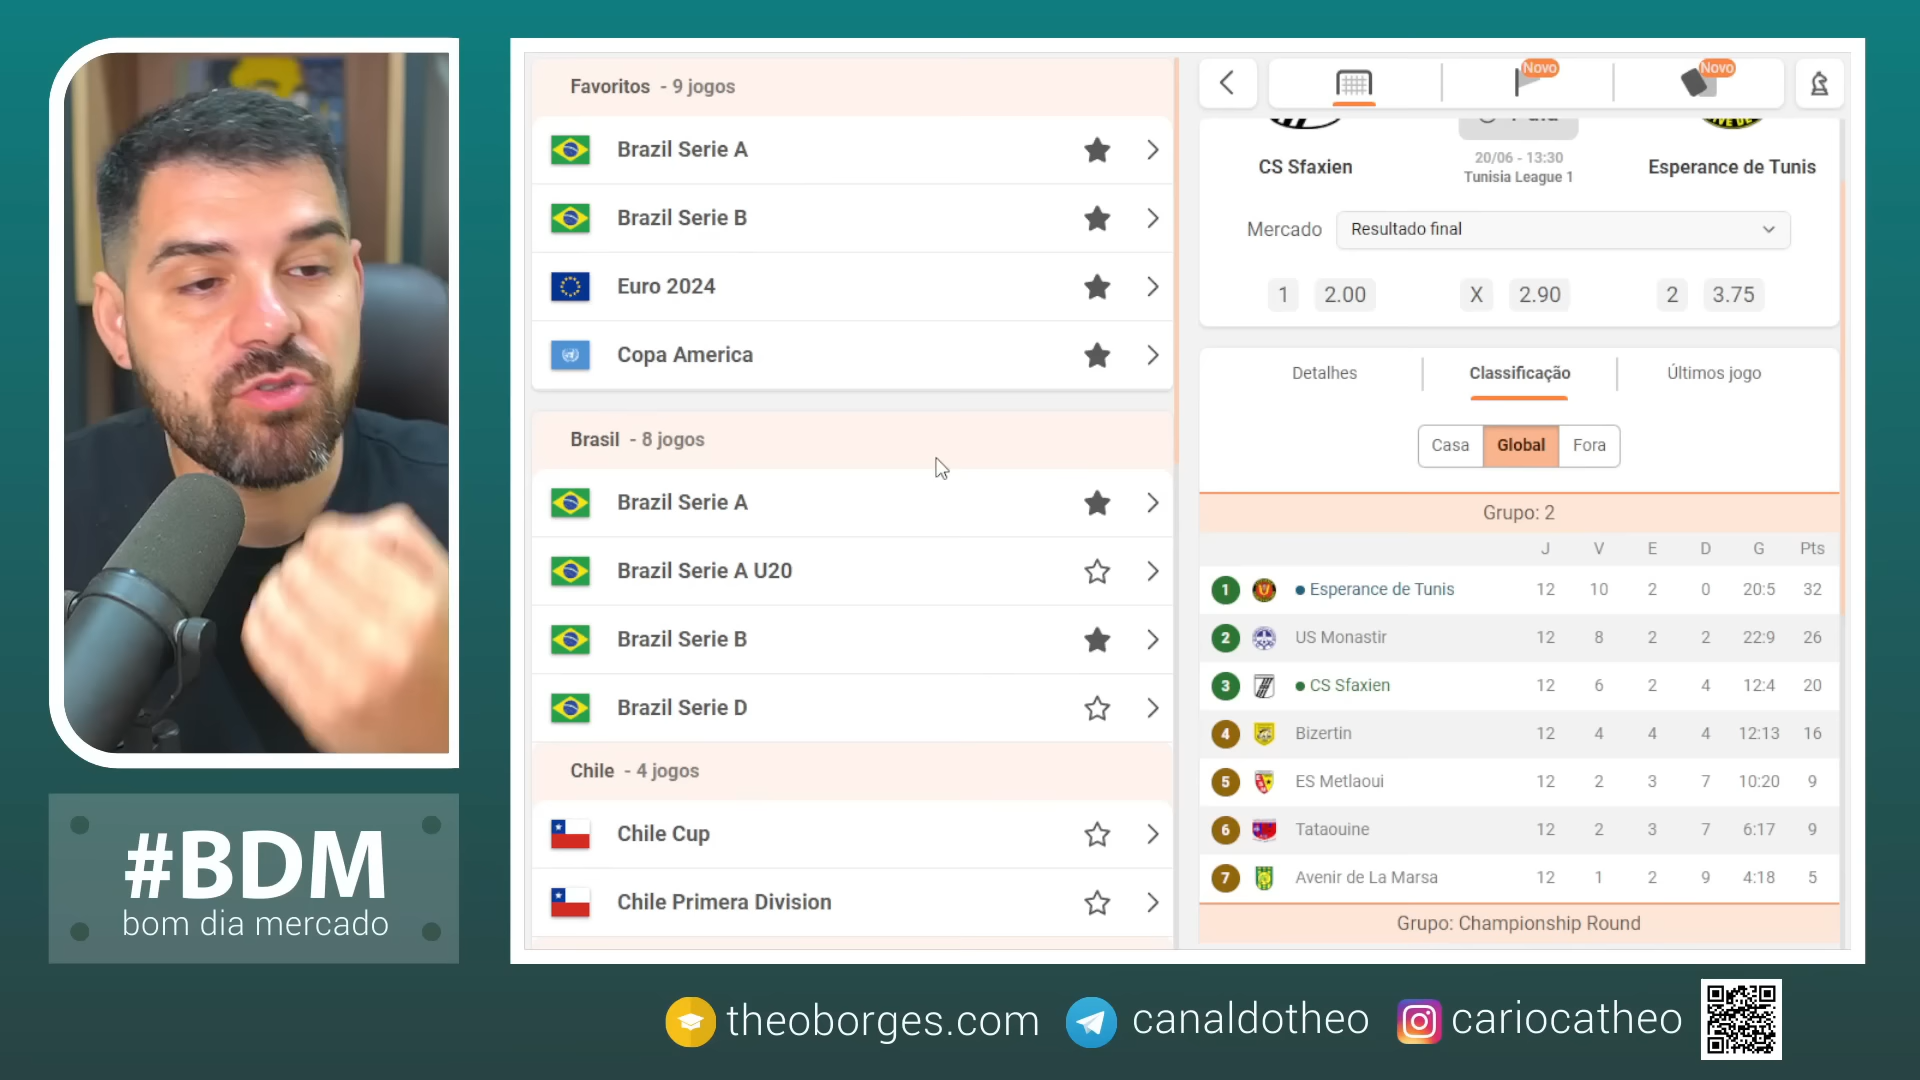 Favoritos - 9 jogos
Brazil Serie A
Brazil Serie B
Euro 2024
Copa America
Brasil - 8 jogos
Brazil Serie A
Brazil Serie A U20
Brazil Serie B
Brazil Serie D
Chile - 4 jogos
Chile Cup
Chile Primera Division
Novo
Novo
CS Sfaxien
20/06 - 13:30
Tunisia League 1
Esperance de Tunis
Mercado
Resultado final
1 2.00 X 2.90 2 3.75
Detalhes Classificação Últimos jogo
Casa Global Fora
Grupo: 2
J V E D G Pts
1 • Esperance de Tunis 12 10 2 0 20:5 32
2 US Monastir 12 8 2 2 22:9 26
3 • CS Sfaxien 12 6 2 4 12:4 20
4 Bizertin 12 4 4 4 12:13 16
5 ES Metlaoui 12 2 3 7 10:20 9
6 Tataouine 12 2 3 7 6:17 9
7 Avenir de La Marsa 12 1 2 9 4:18 5
Grupo: Championship Round
#BDM
bom dia mercado
theoborges.com
canaldotheo
cariocatheo